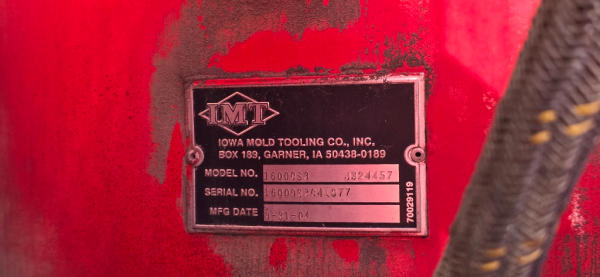 IMT
IOWA MOLD TOOLING CO., INC.
BOX 189, GARNER, IA 50438-0189
MODEL NO.
SERIAL NO.
MFG DATE
70029119